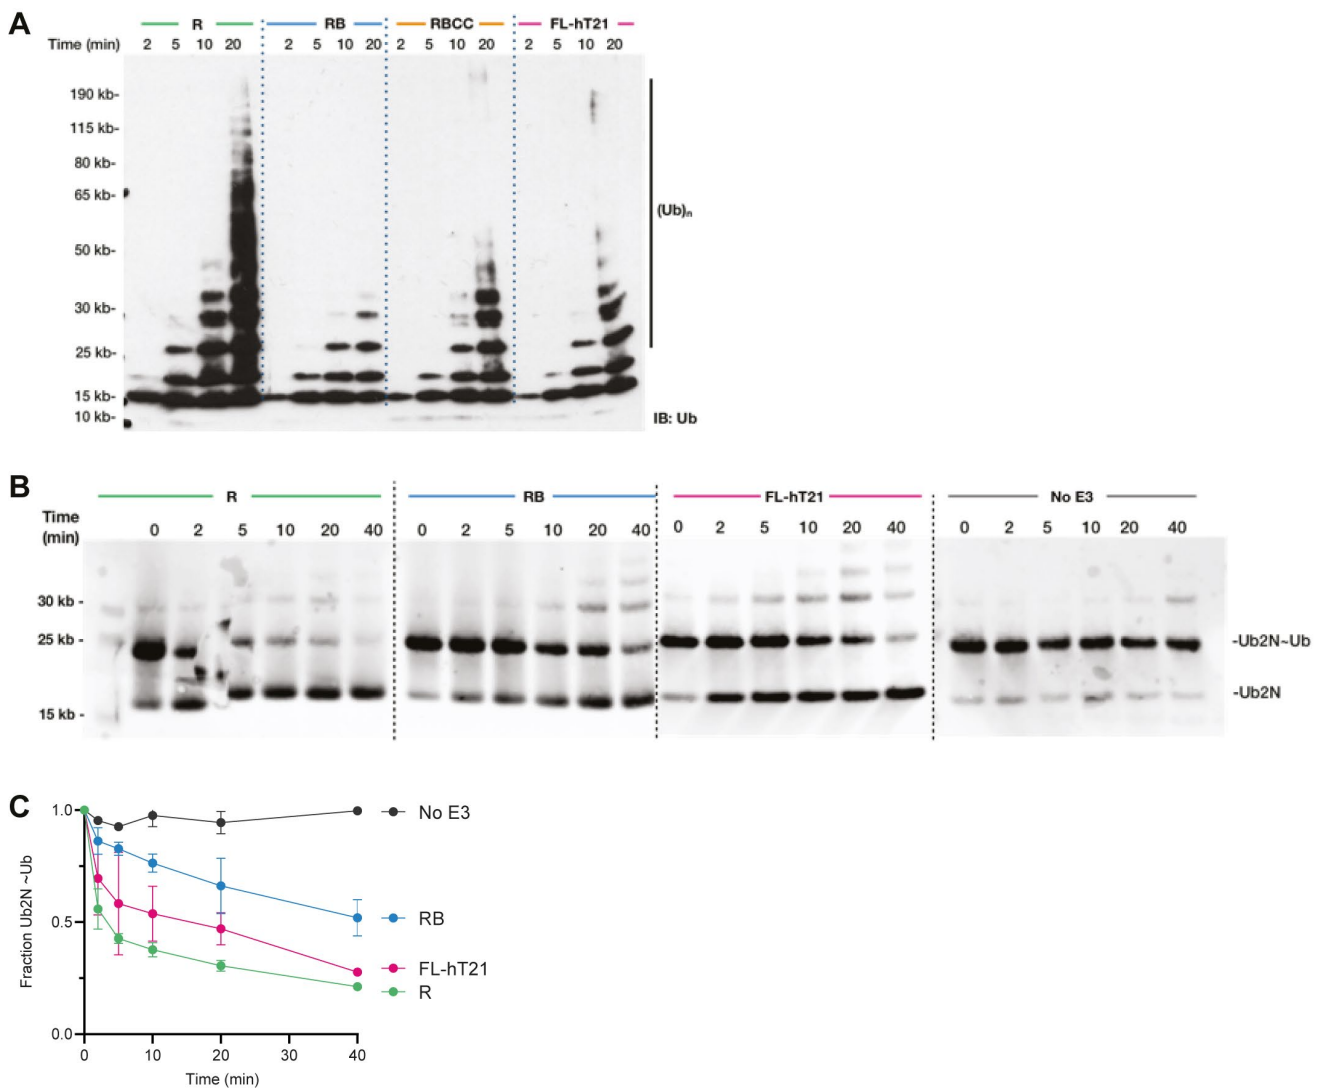 A
R RB RBCC FL-hT21
Time (min) 2 5 10 20 2 5 10 20 2 5 10 20 2 5 10 20
190 kb-
115 kb-
80 kb-
65 kb-
50 kb-
30 kb-
25 kb-
15 kb-
10 kb-
(Ub)n
IB: Ub
B
R RB FL-hT21 No E3
Time
(min)
0 2 5 10 20 40 0 2 5 10 20 40 0 2 5 10 20 40 0 2 5 10 20 40
30 kb -
25 kb -
15 kb -
-Ub2N~Ub
-Ub2N
C
Fraction Ub2N ~Ub
1.0
0.5
0.0
0 10 20 30 40
Time (min)
No E3
RB
FL-hT21
R